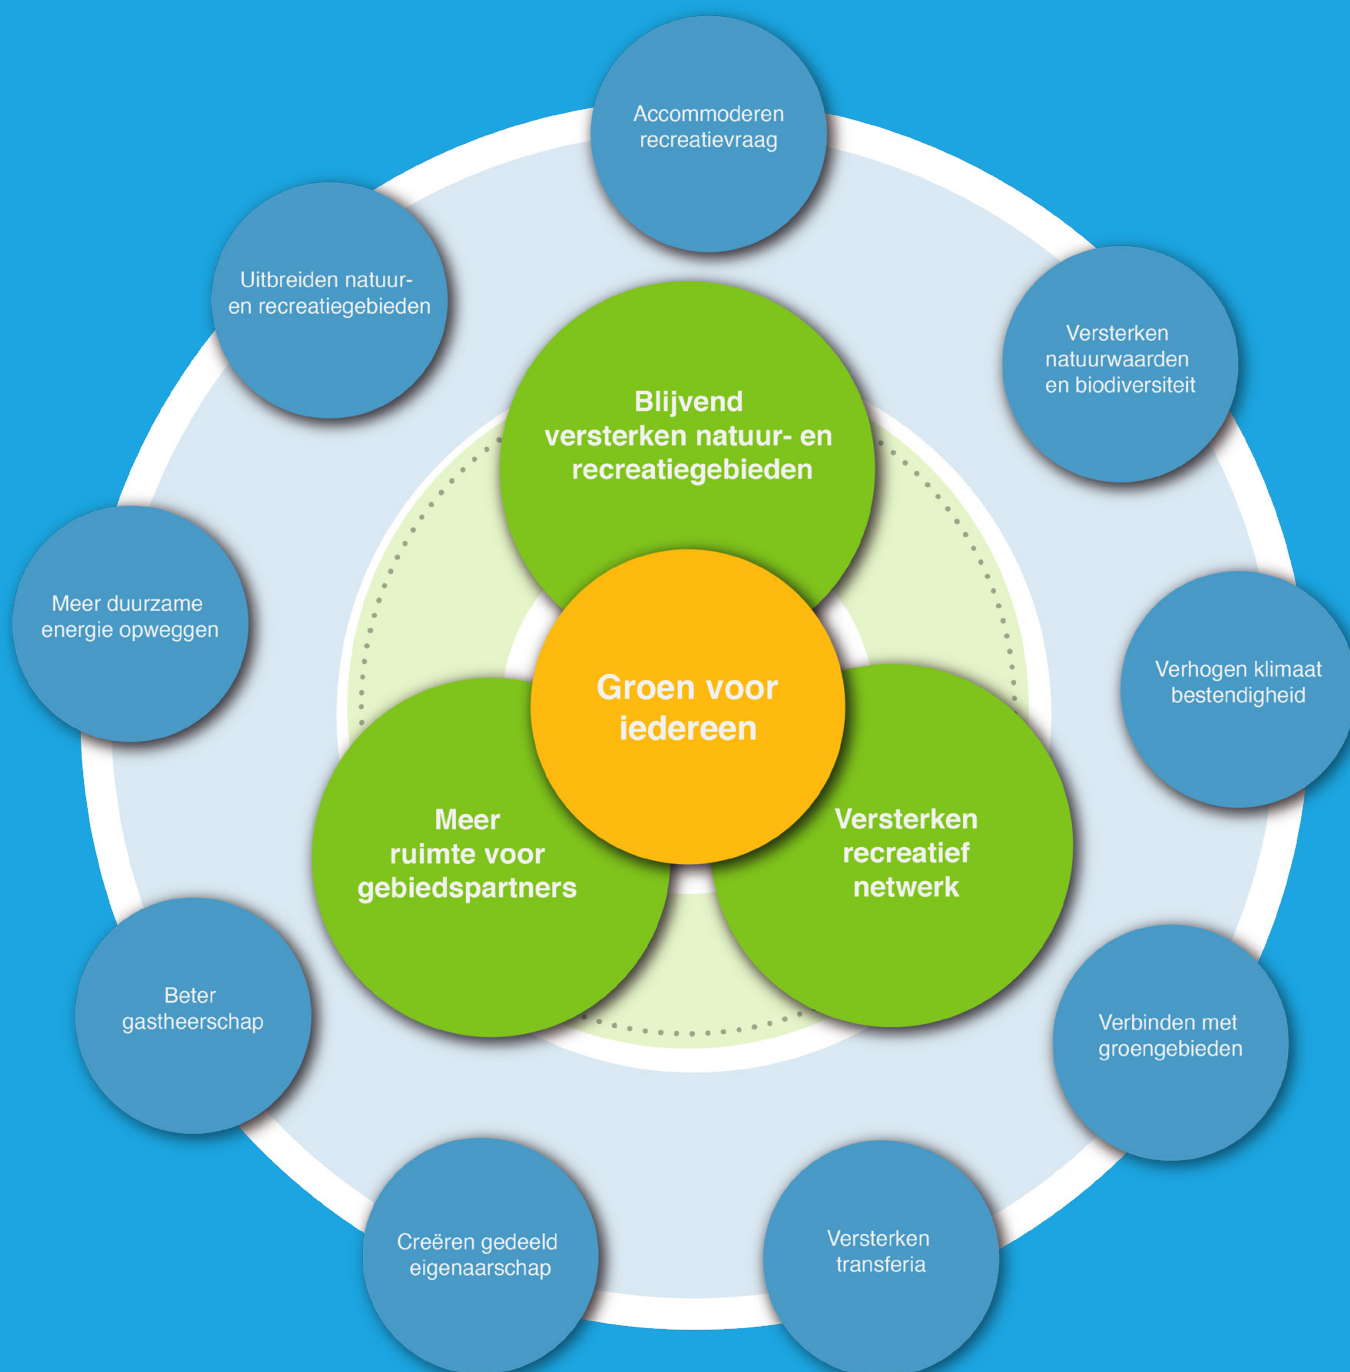 Accommoderen
recreatievraag
Uitbreiden natuur-
en recreatiegebieden
Versterken
natuurwaarden
en biodiversiteit
Blijvend
versterken natuur- en
recreatiegebieden
Meer duurzame
energie opweggen
Groen voor
iedereen
Verhogen klimaat
bestendigheid
Meer
ruimte voor
gebiedspartners
Versterken
recreatief
netwerk
Beter
gastheerschap
Verbinden met
groengebieden
Creëren gedeeld
eigenaarschap
Versterken
transferia